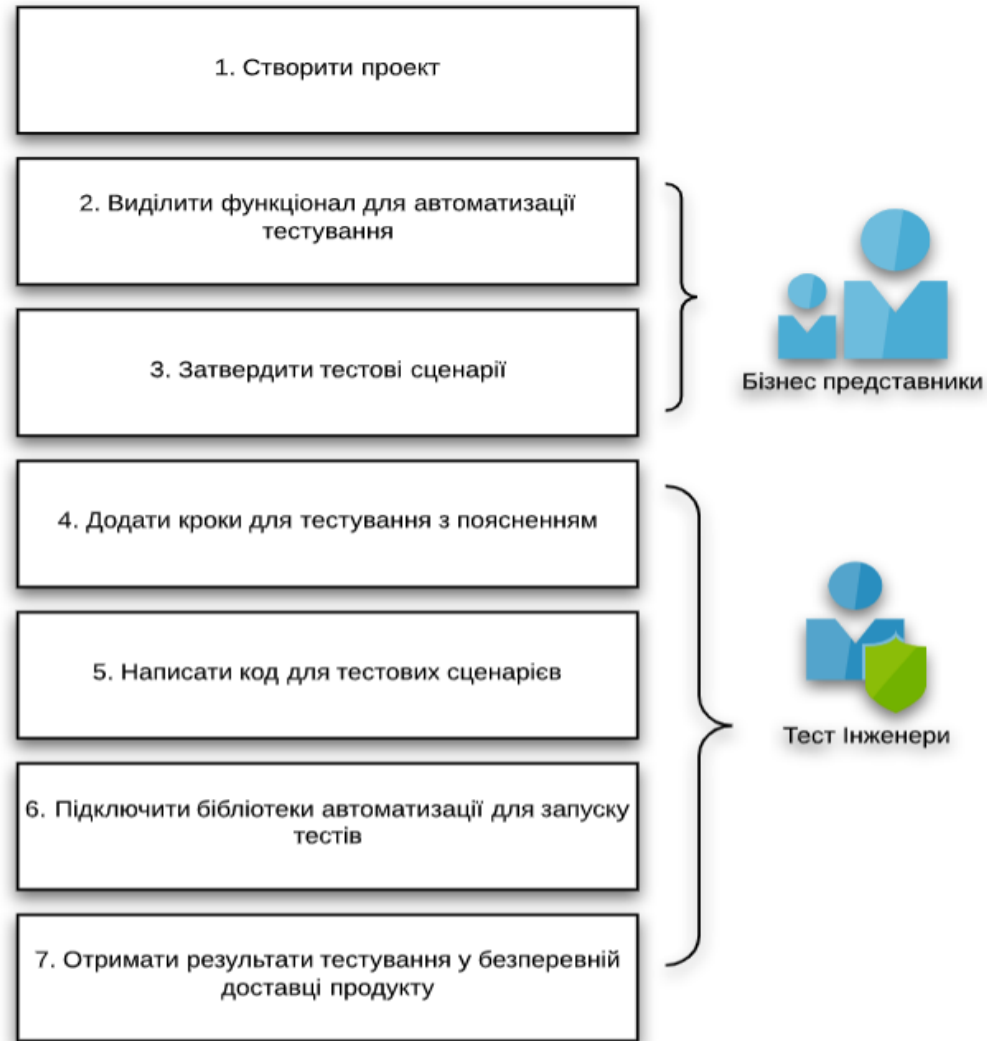 1. Створити проект
2. Виділити функціонал для автоматизації
тестування
3. Затвердити тестові сценарії
Бізнес представники
4. Додати кроки для тестування з поясненням
5. Написати код для тестових сценарієв
Тест Інженери
6. Підключити бібліотеки автоматизації для запуску
тестів
7. Отримати результати тестування у безперевній
доставці продукту